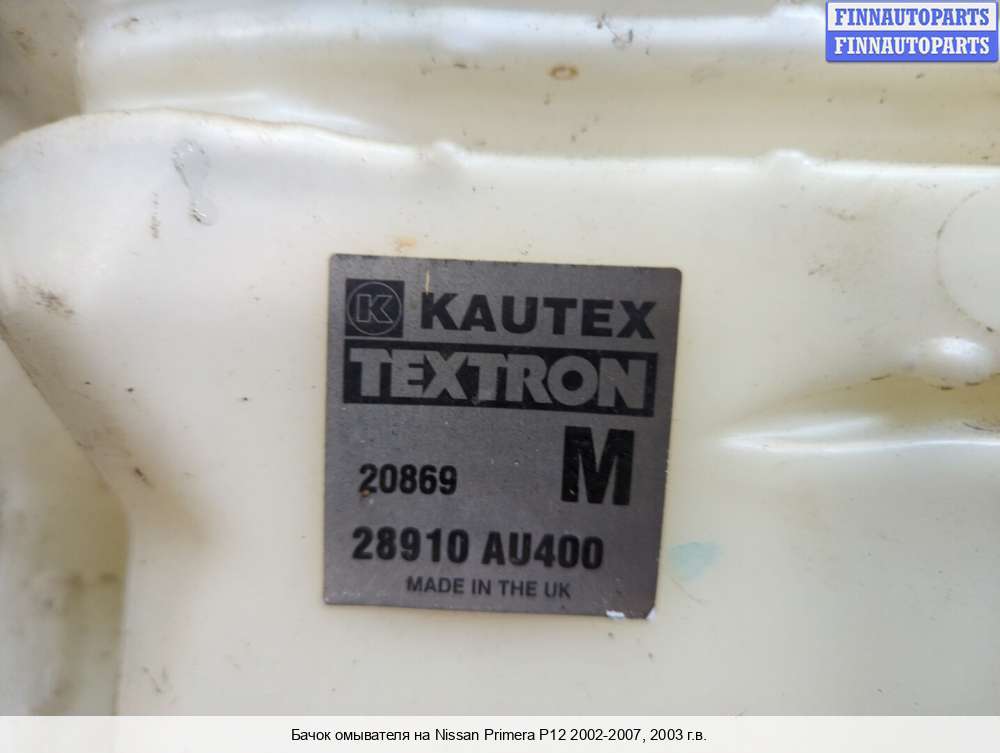 FINNAUTOPARTS
FINNAUTOPARTS
K KAUTEX
TEXTRON
M
20869
28910 AU400
MADE IN THE UK
Бачок омывателя на Nissan Primera P12 2002-2007, 2003 г.в.